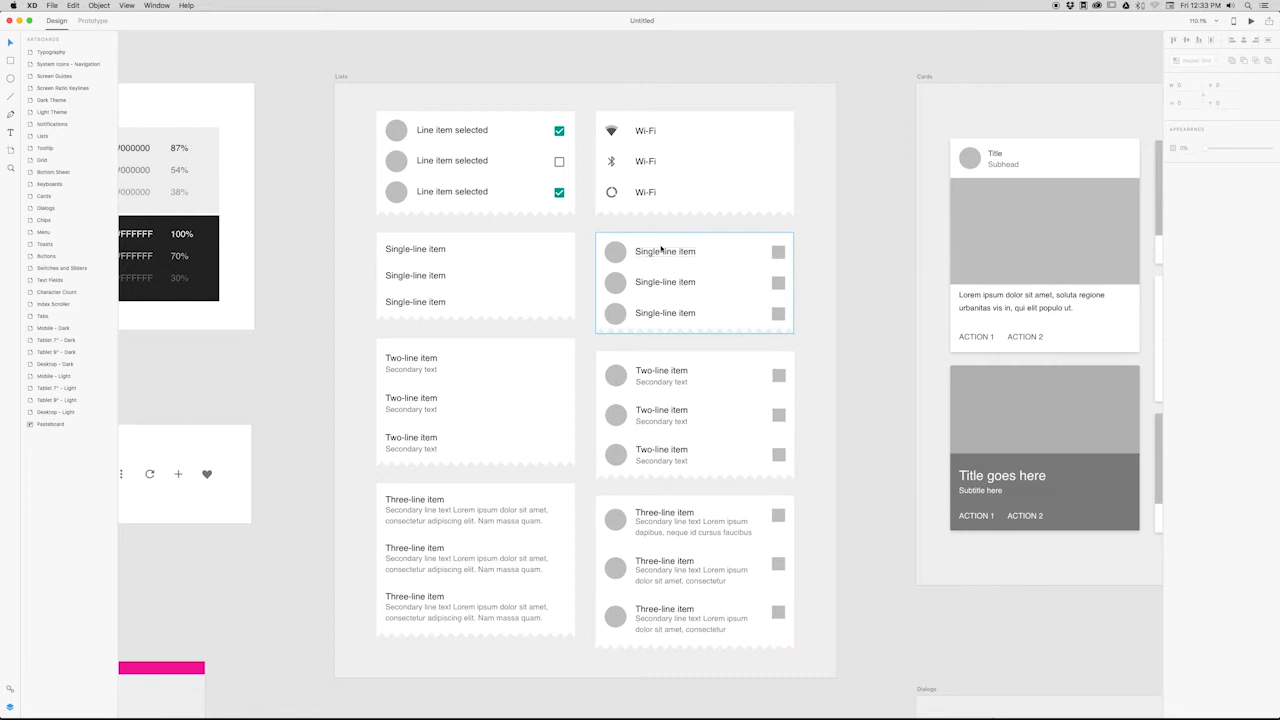 XD File Edit Object View Window Help
Fri 12:33 PM
Design Prototype
Untitled
110.1%
ARTBOARDS
Typography
System Icons - Navigation
Screen Guides
Screen Ratio Keylines
Dark Theme
Light Theme
Notifications
Lists
Tooltip
Grid
Bottom Sheet
Keyboards
Cards
Dialogs
Chips
Menu
Toasts
Buttons
Switches and Sliders
Text Fields
Character Count
Index Scroller
Tabs
Mobile - Dark
Tablet 7" - Dark
Tablet 9" - Dark
Desktop - Dark
Mobile - Light
Tablet 7" - Light
Tablet 9" - Light
Desktop - Light
Pasteboard
#000000 87%
#000000 54%
#000000 38%
#FFFFFF 100%
#FFFFFF 70%
#FFFFFF 30%
Lists
Line item selected
Line item selected
Line item selected
Wi-Fi
Wi-Fi
Wi-Fi
Single-line item
Single-line item
Single-line item
Single-line item
Single-line item
Single-line item
Two-line item
Secondary text
Two-line item
Secondary text
Two-line item
Secondary text
Two-line item
Secondary text
Two-line item
Secondary text
Two-line item
Secondary text
Three-line item
Secondary line text Lorem ipsum dolor sit amet,
consectetur adipiscing elit. Nam massa quam.
Three-line item
Secondary line text Lorem ipsum dolor sit amet,
consectetur adipiscing elit. Nam massa quam.
Three-line item
Secondary line text Lorem ipsum dolor sit amet,
consectetur adipiscing elit. Nam massa quam.
Three-line item
Secondary line text Lorem ipsum
dapibus, neque id cursus faucibus
Three-line item
Secondary line text Lorem ipsum
dolor sit amet, consectetur
Three-line item
Secondary line text Lorem ipsum
dolor sit amet, consectetur
Cards
Title
Subhead
Lorem ipsum dolor sit amet, soluta regione
urbanitas vis in, qui elit populo ut.
ACTION 1 ACTION 2
Title goes here
Subtitle here
ACTION 1 ACTION 2
Dialogs
Repeat Grid
W 0 X 0
H 0 Y 0
APPEARANCE
0%